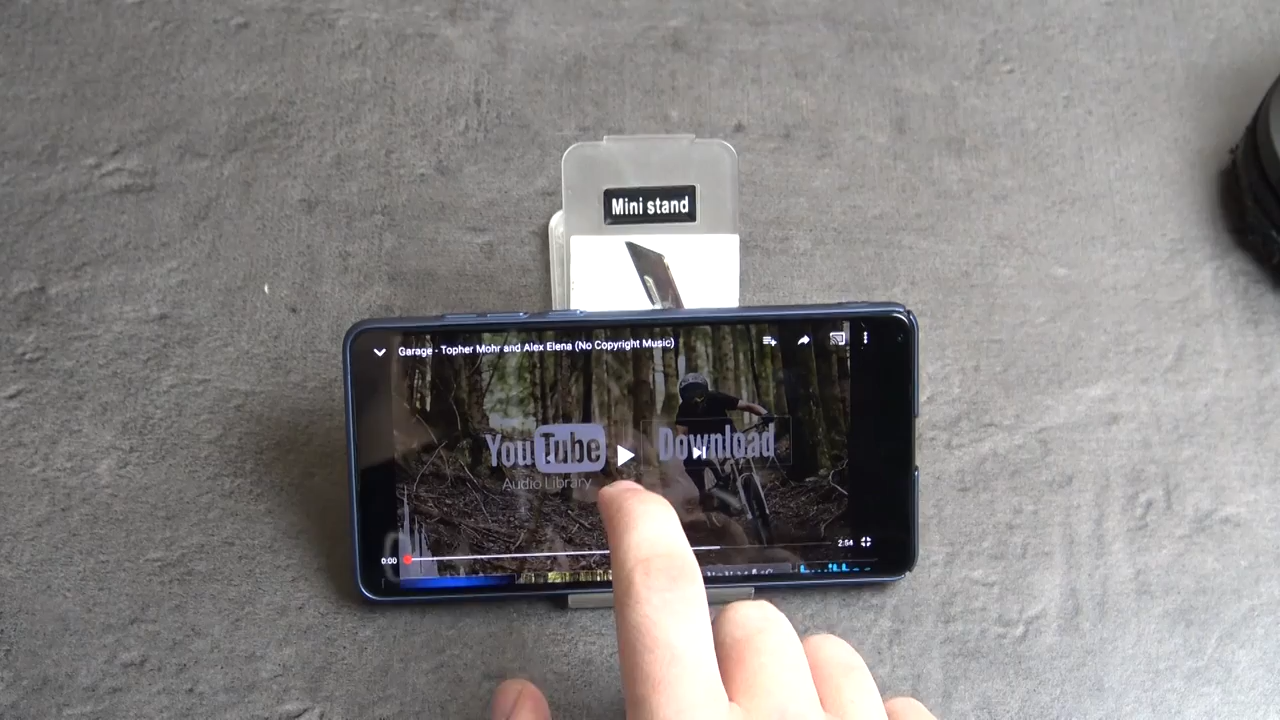 Mini stand
Garage - Topher Mohr and Alex Elena (No Copyright Music)
YouTube Download
Audio Library
0:00 2:54